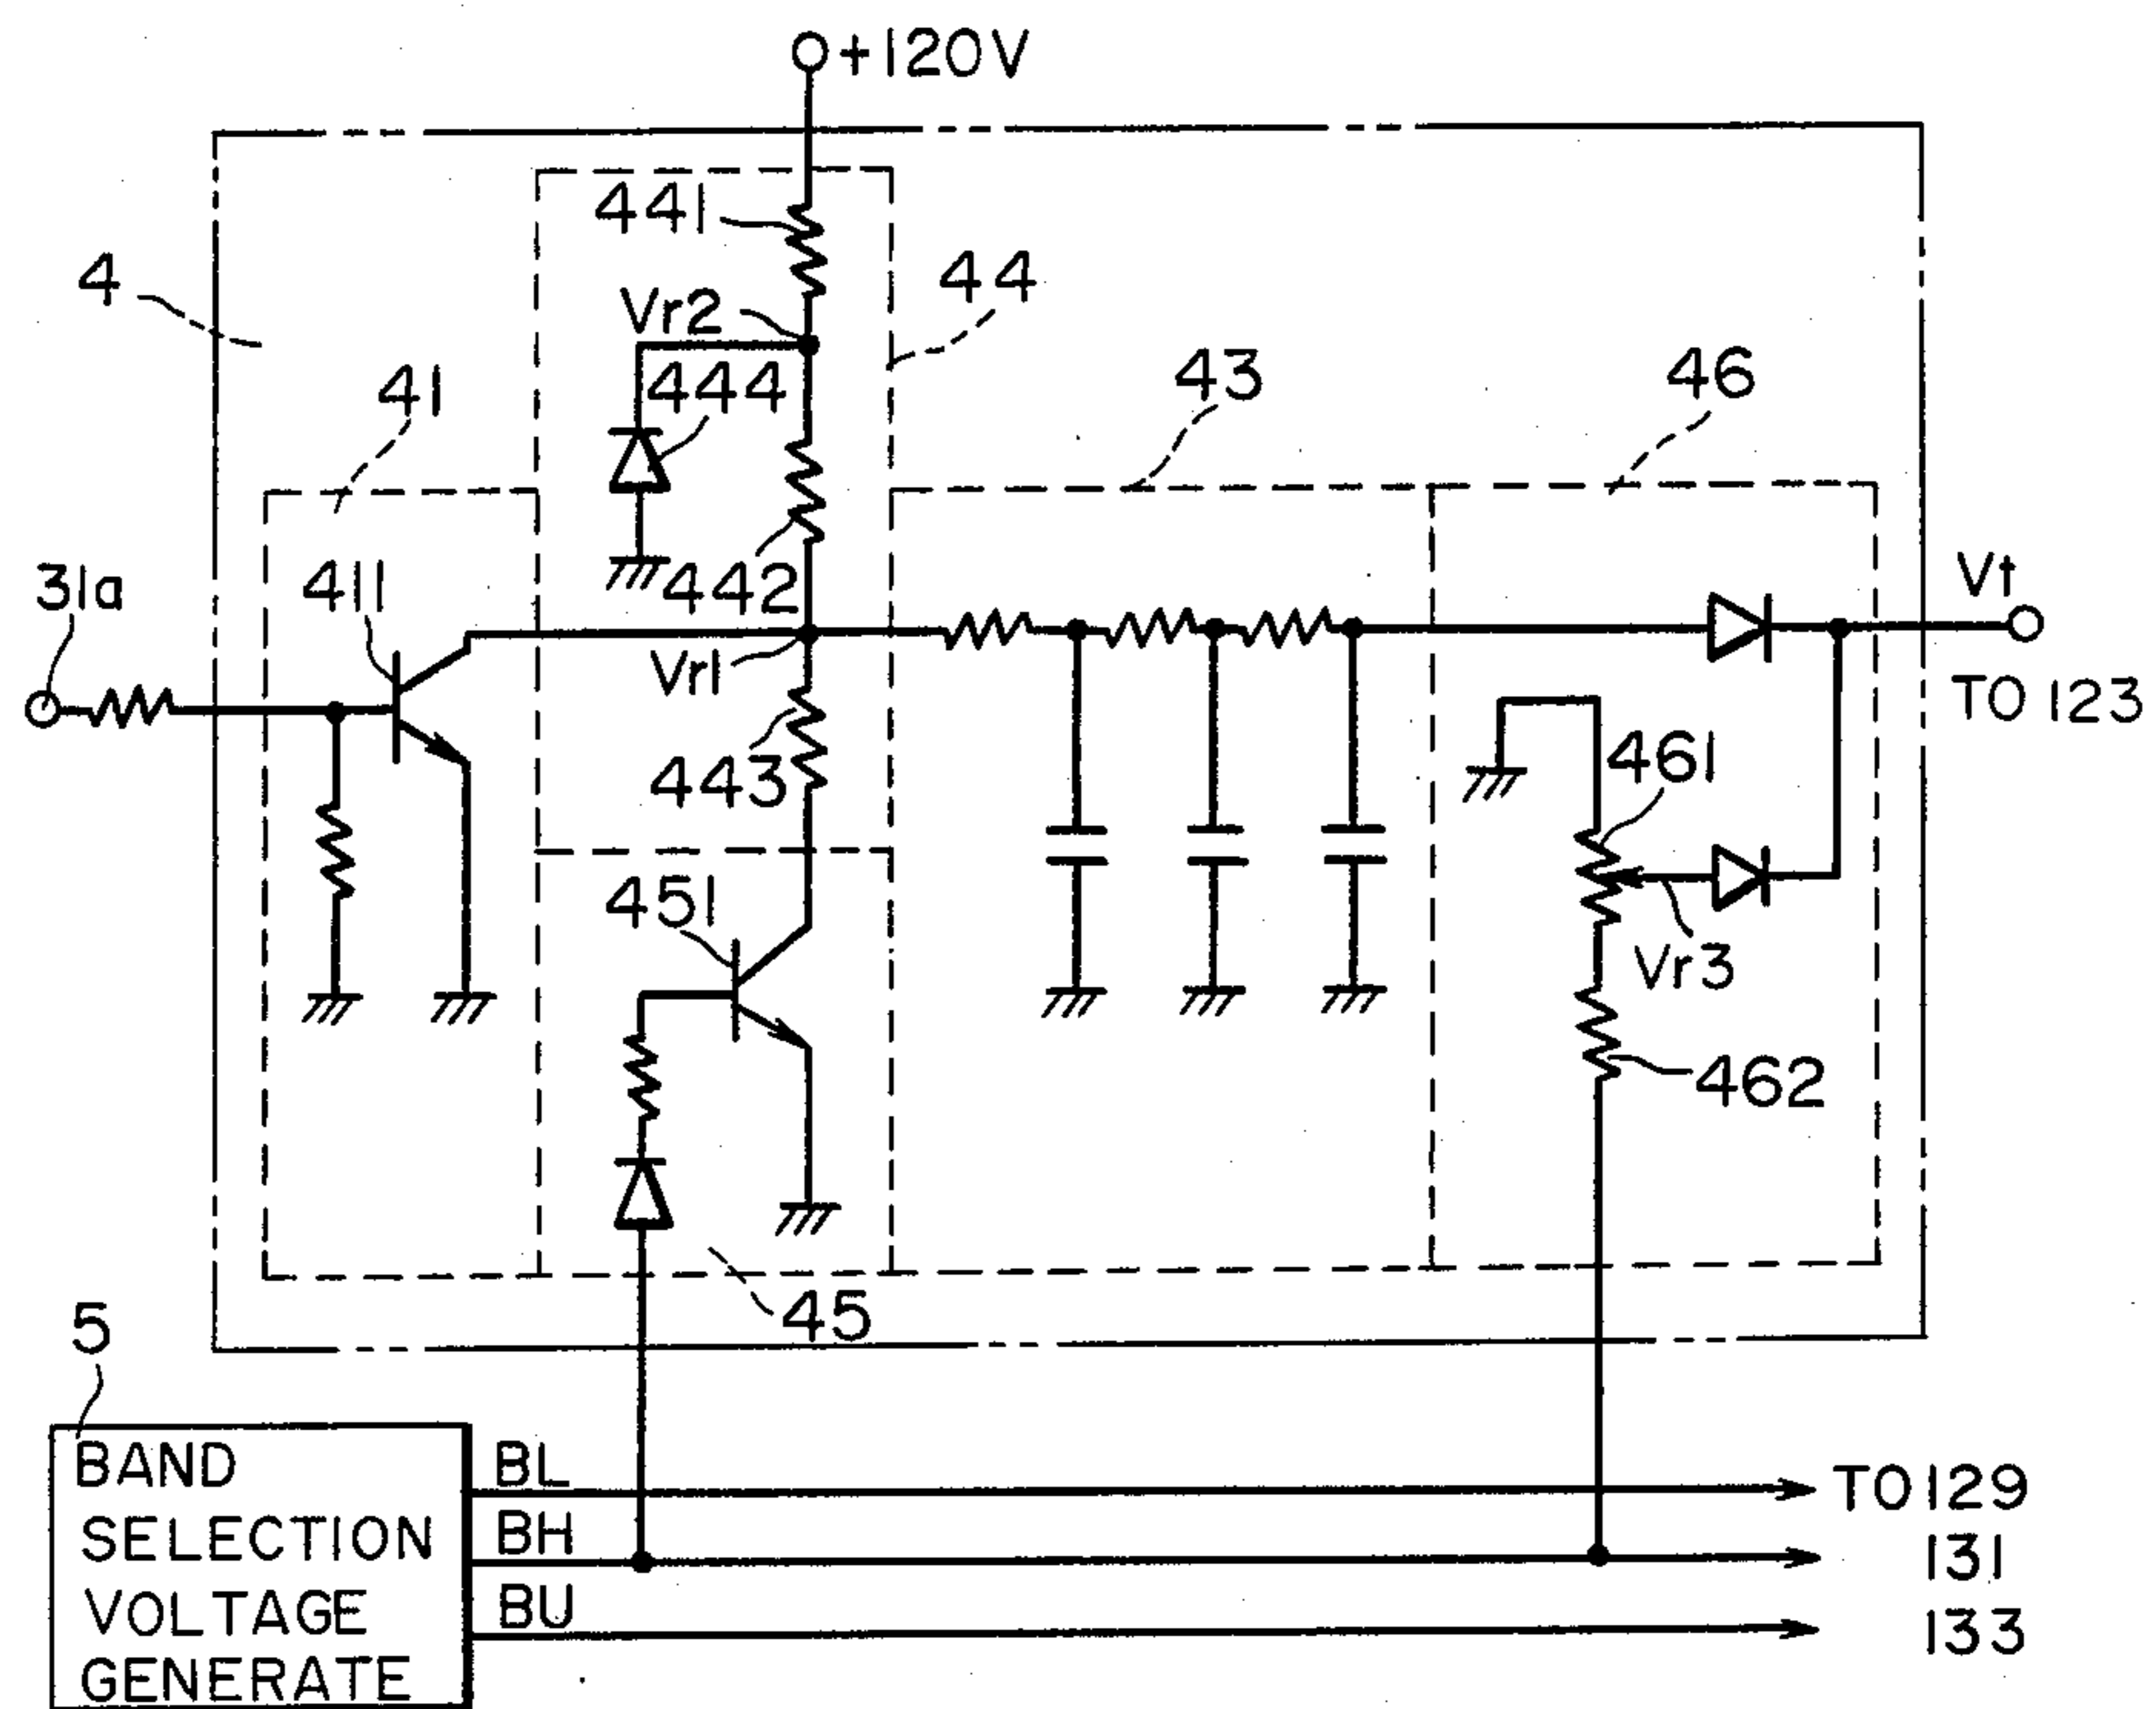 +120V
441
4
Vr2
44
444
43
46
41
31a
411
442
Vt
Vr1
TO 123
461
443
451
Vr3
462
45
5
BAND
SELECTION
VOLTAGE
GENERATE
BL
BH
BU
TO 129
131
133